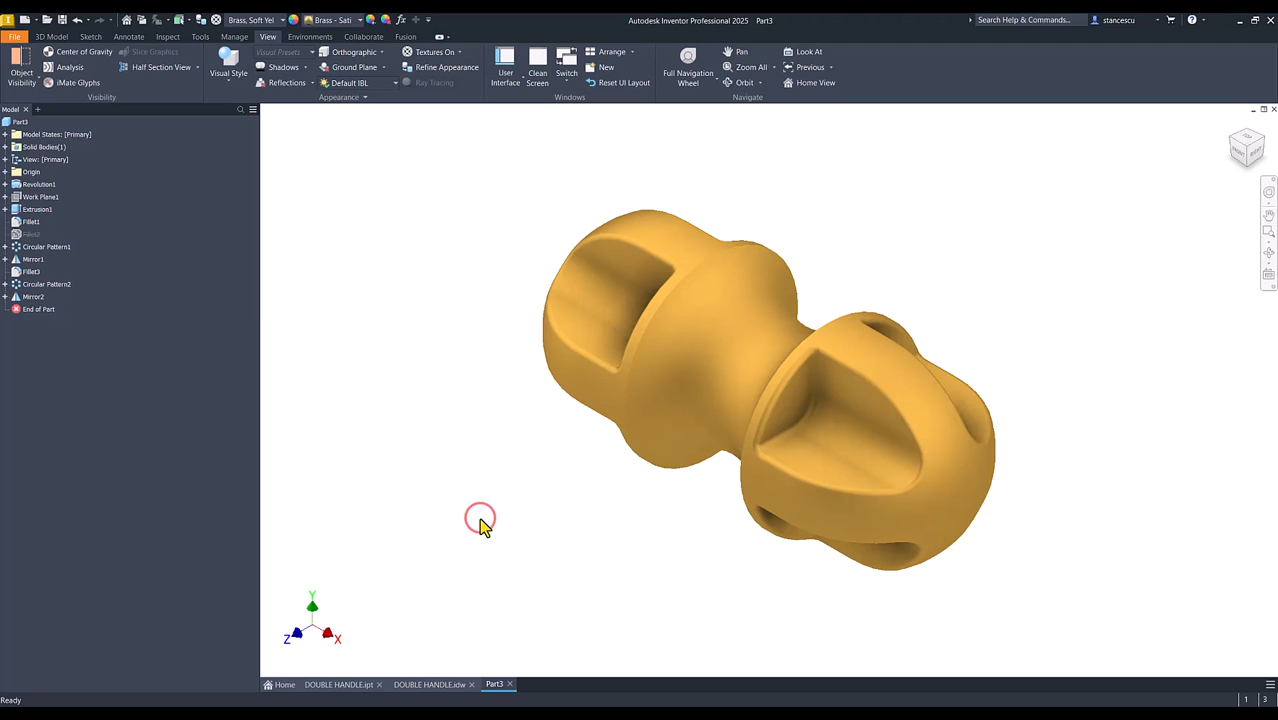 Brass, Soft Yel
Brass - Sati
Autodesk Inventor Professional 2025 Part3
Search Help & Commands...
stancescu
File 3D Model Sketch Annotate Inspect Tools Manage View Environments Collaborate Fusion
Object Visibility
Center of Gravity
Analysis
iMate Glyphs
Slice Graphics
Half Section View
Visibility
Visual Style
Visual Presets
Shadows
Reflections
Orthographic
Ground Plane
Default IBL
Textures On
Refine Appearance
Ray Tracing
Appearance
User Interface
Clean Screen
Switch
Arrange
New
Reset UI Layout
Windows
Full Navigation Wheel
Pan
Zoom All
Orbit
Look At
Previous
Home View
Navigate
Model
Part3
Model States: [Primary]
Solid Bodies(1)
View: [Primary]
Origin
Revolution1
Work Plane1
Extrusion1
Fillet1
Fillet2
Circular Pattern1
Mirror1
Fillet3
Circular Pattern2
Mirror2
End of Part
TOP
FRONT
RIGHT
Y
Z
X
Home DOUBLE HANDLE.ipt DOUBLE HANDLE.idw Part3
Ready
1 3